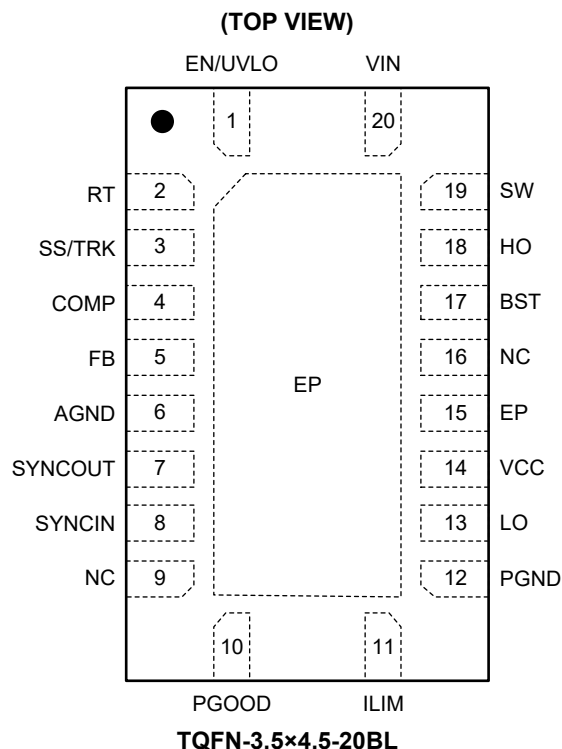 (TOP VIEW)
EN/UVLO VIN
1 20
RT 2 19 SW
SS/TRK 3 18 HO
COMP 4 17 BST
FB 5 16 NC
EP
AGND 6 15 EP
SYNCOUT 7 14 VCC
SYNCIN 8 13 LO
NC 9 12 PGND
10 11
PGOOD ILIM
TQFN-3.5×4.5-20BL